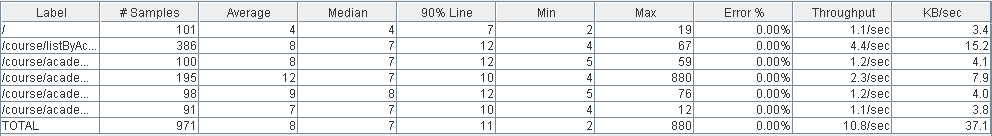 Label # Samples Average Median 90% Line Min Max Error % Throughput KB/sec
/ 101 4 4 7 2 19 0.00% 1.1/sec 3.4
/course/listByAc... 386 8 7 12 4 67 0.00% 4.4/sec 15.2
/course/acade... 100 8 7 12 5 59 0.00% 1.2/sec 4.1
/course/acade... 195 12 7 10 4 880 0.00% 2.3/sec 7.9
/course/acade... 98 9 8 12 5 76 0.00% 1.2/sec 4.0
/course/acade... 91 7 7 10 4 12 0.00% 1.1/sec 3.8
TOTAL 971 8 7 11 2 880 0.00% 10.8/sec 37.1